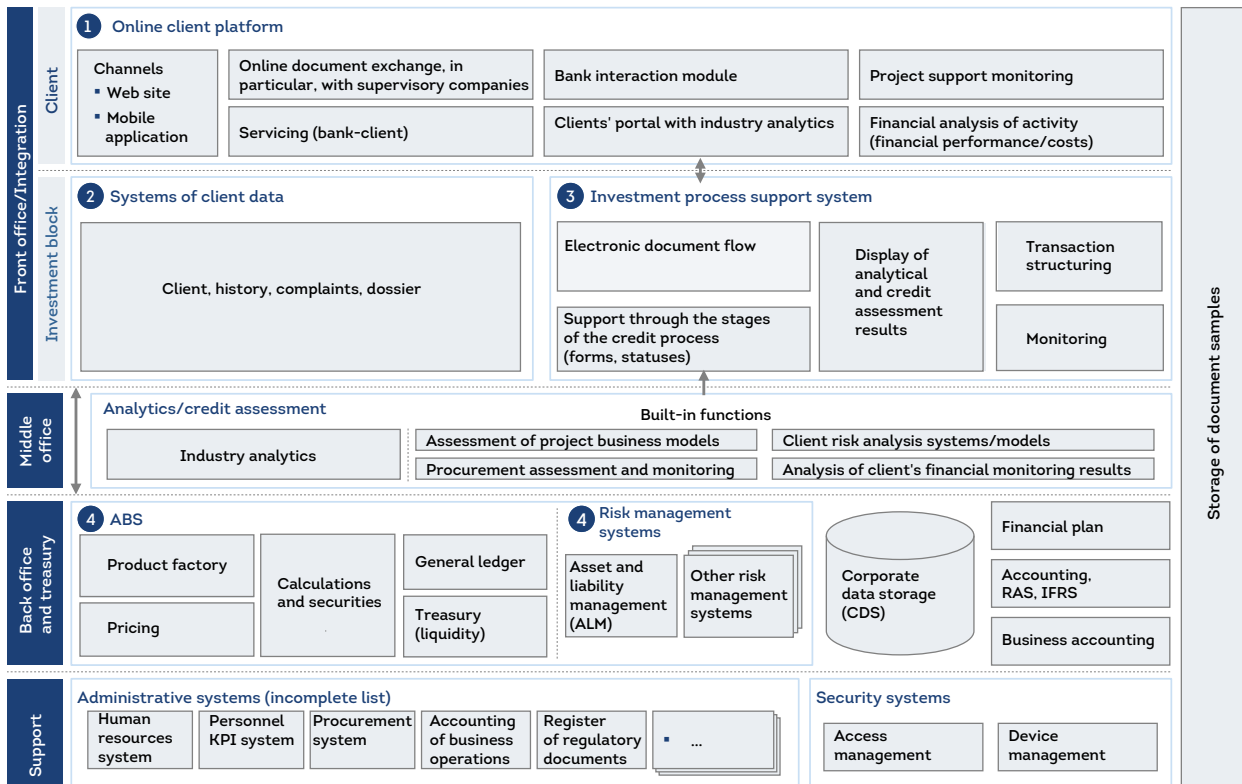 Front office/Integration
Client
1 Online client platform
Channels
▪ Web site
▪ Mobile
application
Online document exchange, in
particular, with supervisory companies
Servicing (bank-client)
Bank interaction module
Clients' portal with industry analytics
Project support monitoring
Financial analysis of activity
(financial performance/costs)
Investment block
2 Systems of client data
Client, history, complaints, dossier
3 Investment process support system
Electronic document flow
Support through the stages
of the credit process
(forms, statuses)
Display of
analytical
and credit
assessment
results
Transaction
structuring
Monitoring
Middle
office
Analytics/credit assessment
Built-in functions
Industry analytics
Assessment of project business models
Procurement assessment and monitoring
Client risk analysis systems/models
Analysis of client's financial monitoring results
Back office
and treasury
4 ABS
Product factory
Pricing
Calculations
and securities
General ledger
Treasury
(liquidity)
4 Risk management
systems
Asset and
liability
management
(ALM)
Other risk
management
systems
Corporate
data storage
(CDS)
Financial plan
Accounting,
RAS, IFRS
Business accounting
Support
Administrative systems (incomplete list)
Human
resources
system
Personnel
KPI system
Procurement
system
Accounting
of business
operations
Register
of regulatory
documents
▪ ...
Security systems
Access
management
Device
management
Storage of document samples